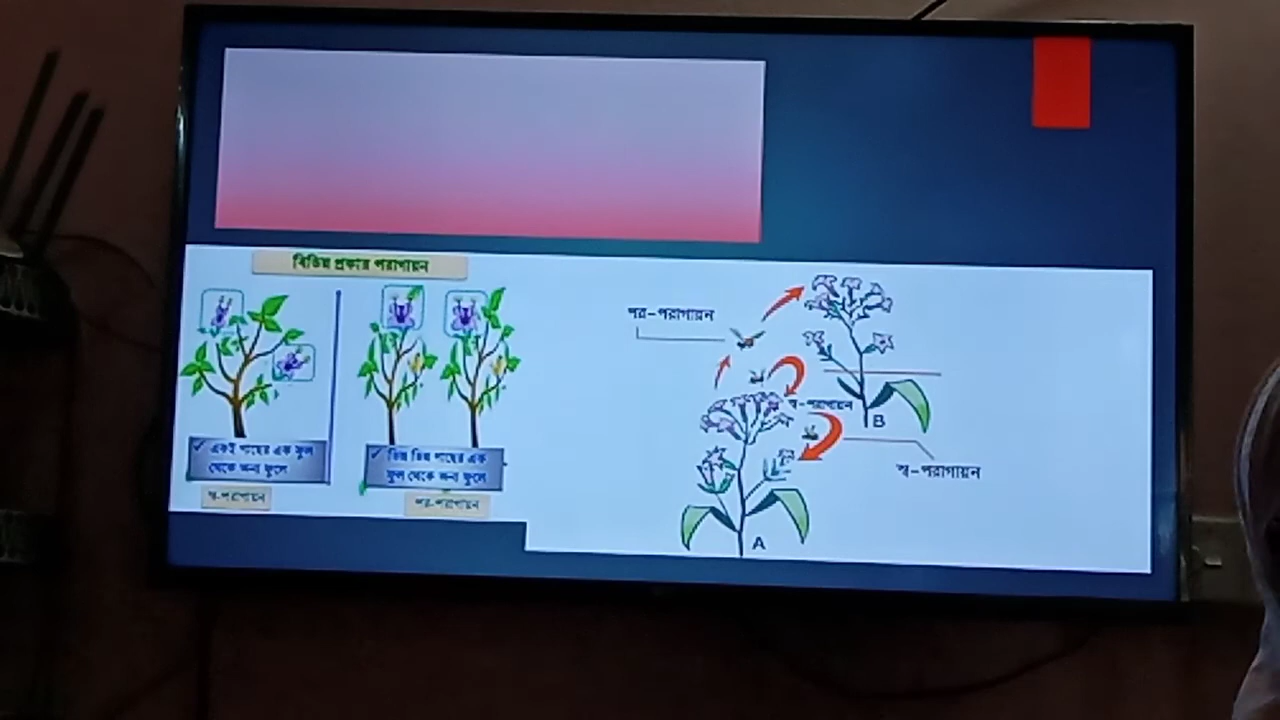 বিভিন্ন প্রকার পরাগায়ন
✓ একই গাছের এক ফুল
থেকে অন্য ফুলে
স্ব-পরাগায়ন
✓ ভিন্ন ভিন্ন গাছের এক
ফুল থেকে অন্য ফুলে
পর-পরাগায়ন
পর-পরাগায়ন
স্ব-পরাগায়ন
B
স্ব-পরাগায়ন
A